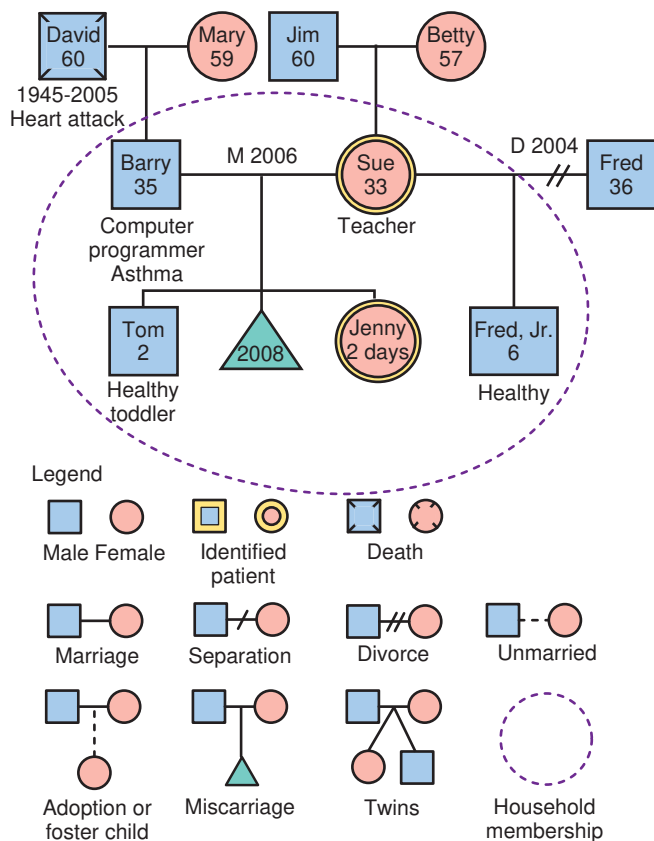 David
60
Mary
59
Jim
60
Betty
57
1945-2005
Heart attack
Barry
35
M 2006
Sue
33
D 2004
Fred
36
Computer
programmer
Asthma
Teacher
Tom
2
2008
Jenny
2 days
Fred, Jr.
6
Healthy
toddler
Healthy
Legend
Male Female
Identified
patient
Death
Marriage
Separation
Divorce
Unmarried
Adoption or
foster child
Miscarriage
Twins
Household
membership